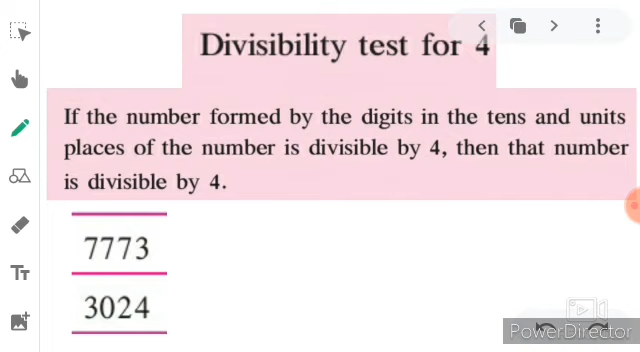 Divisibility test for 4
If the number formed by the digits in the tens and units
places of the number is divisible by 4, then that number
is divisible by 4.
7773
3024
TT
PowerDirector